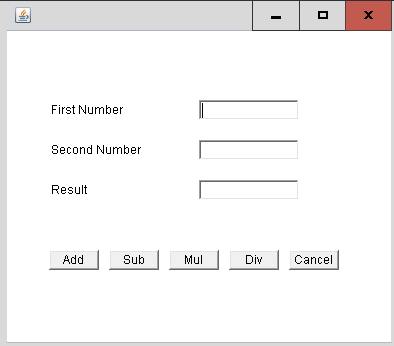 First Number
Second Number
Result
Add Sub Mul Div Cancel